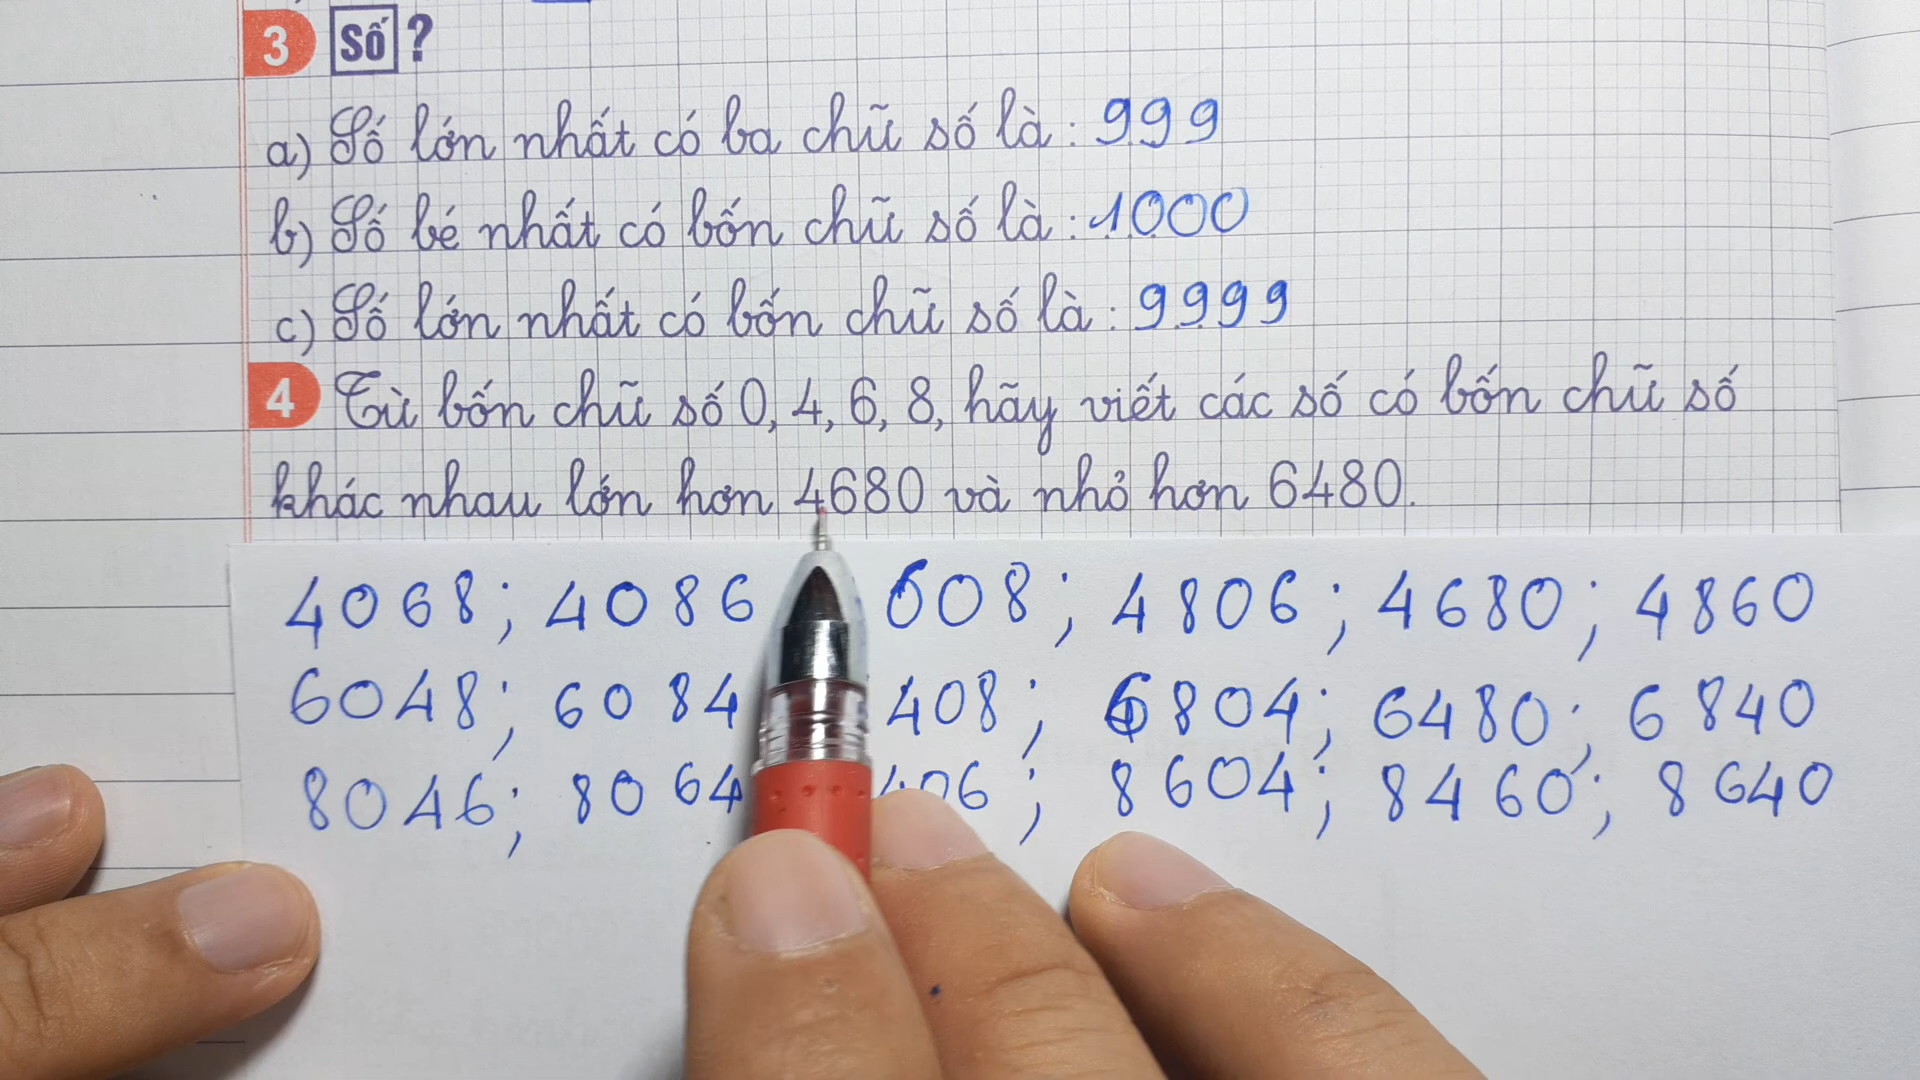 3 Số ?
a) Số lớn nhất có ba chữ số là: 999
b) Số bé nhất có bốn chữ số là: 1000
c) Số lớn nhất có bốn chữ số là: 9999
4 Từ bốn chữ số 0, 4, 6, 8, hãy viết các số có bốn chữ số
khác nhau lớn hơn 4680 và nhỏ hơn 6480.
4068; 4086 608; 4806; 4680; 4860
6048; 6084 408; 6804; 6480; 6840
8046; 8064 406; 8604; 8460; 8640